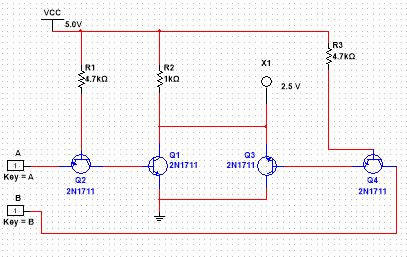 VCC
5.0V
R1
4.7kΩ
R2
1kΩ
X1
2.5 V
R3
4.7kΩ
A
1
Key = A
Q2
2N1711
Q1
2N1711
Q3
2N1711
Q4
2N1711
B
1
Key = B